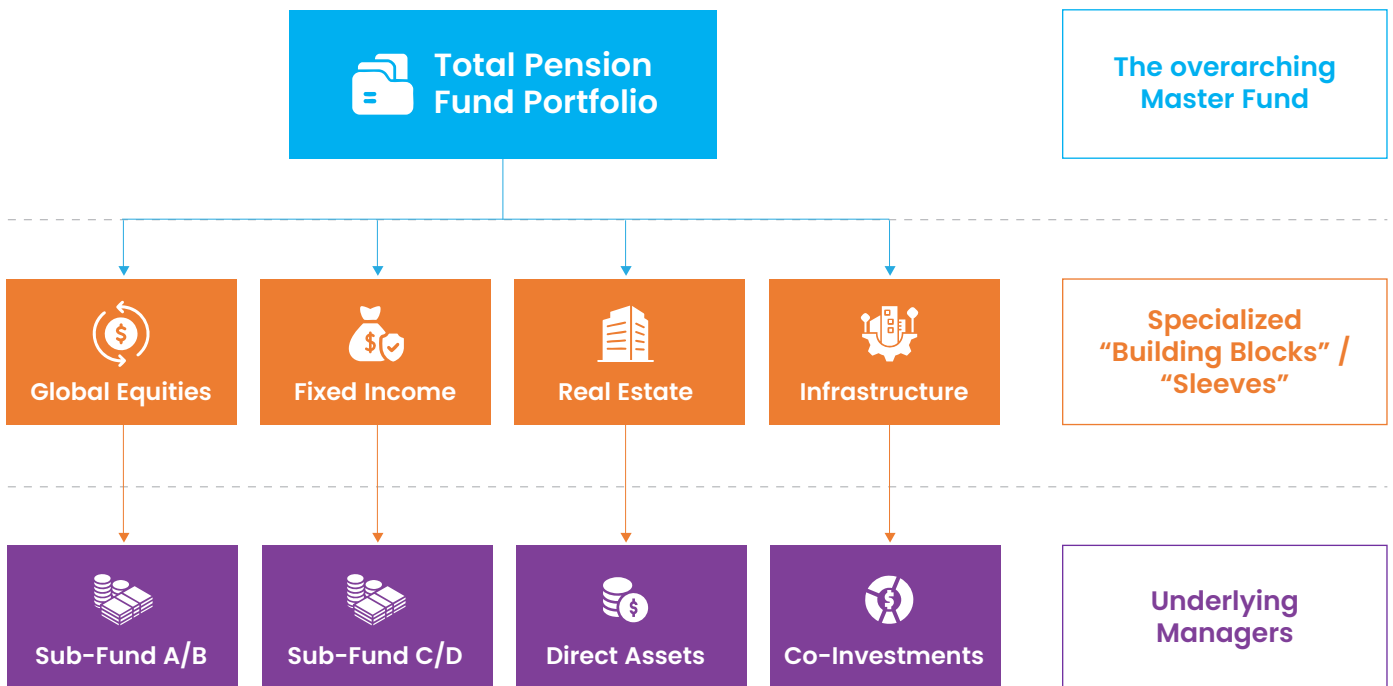 Total Pension
Fund Portfolio
The overarching
Master Fund
Global Equities
Fixed Income
Real Estate
Infrastructure
Specialized
“Building Blocks” /
“Sleeves”
Sub-Fund A/B
Sub-Fund C/D
Direct Assets
Co-Investments
Underlying
Managers